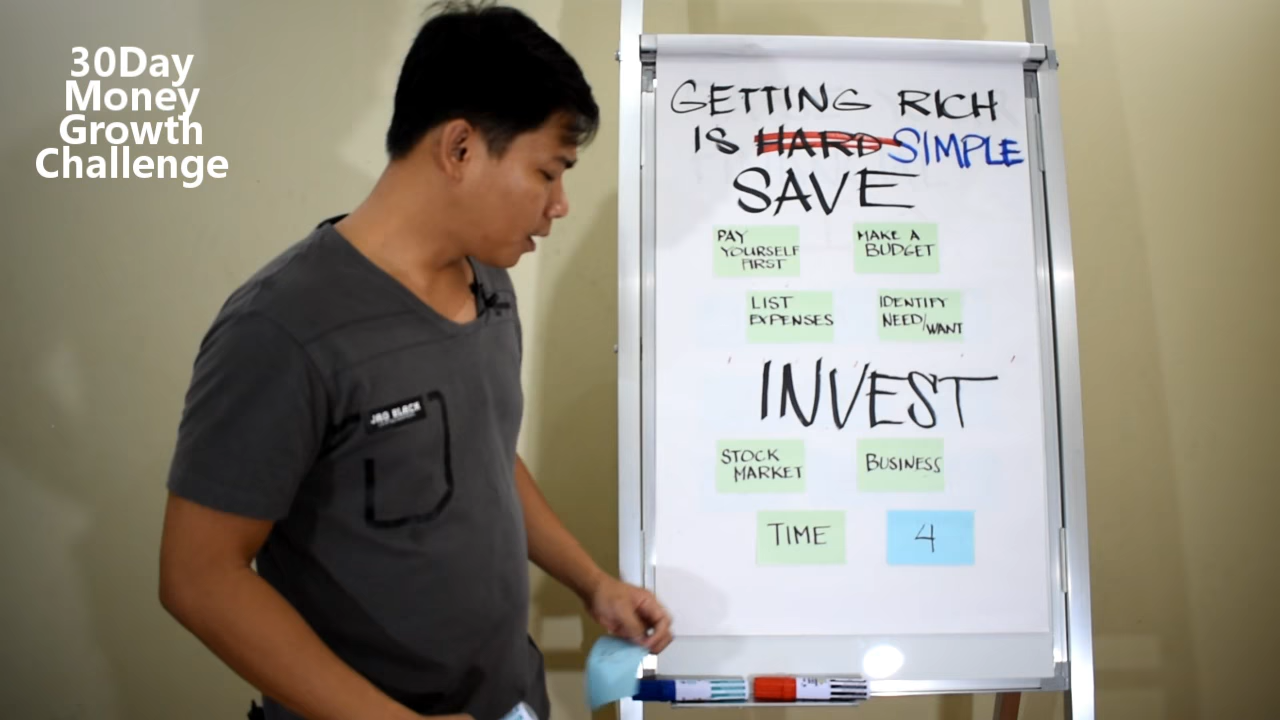 30Day
Money
Growth
Challenge
GETTING RICH
IS HARD SIMPLE
SAVE
PAY
YOURSELF
FIRST
MAKE A
BUDGET
LIST
EXPENSES
IDENTIFY
NEED/WANT
INVEST
STOCK
MARKET
BUSINESS
TIME
4
JAG BLACK